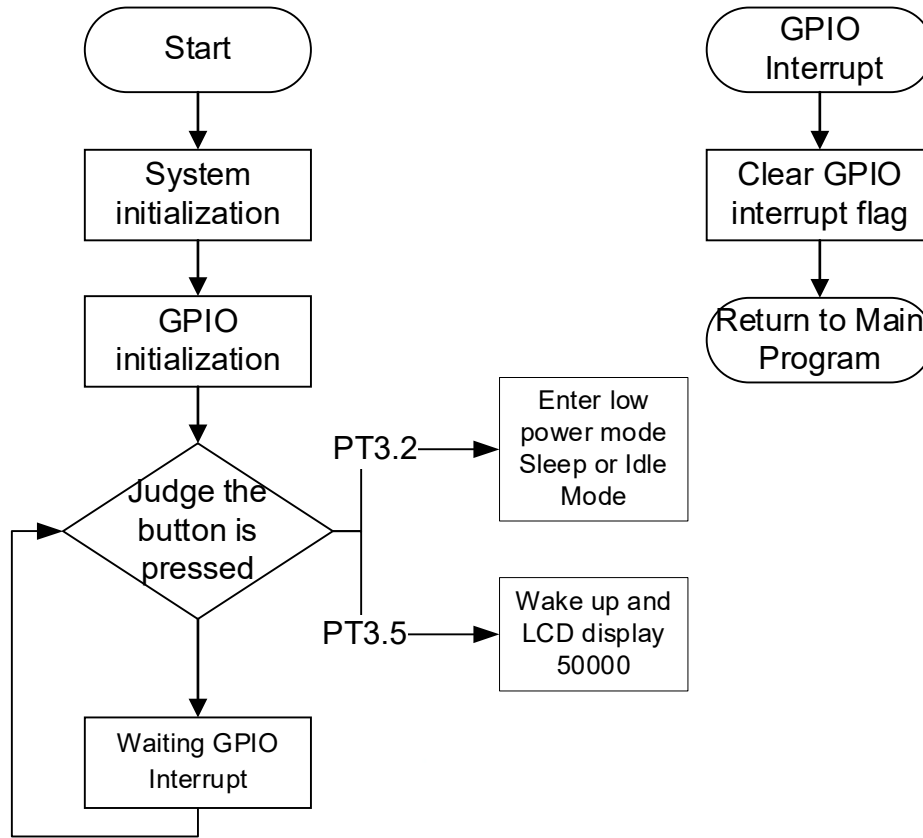 Start
System
initialization
GPIO
initialization
Judge the
button is
pressed
Waiting GPIO
Interrupt
PT3.2
Enter low
power mode
Sleep or Idle
Mode
PT3.5
Wake up and
LCD display
50000
GPIO
Interrupt
Clear GPIO
interrupt flag
Return to Main
Program